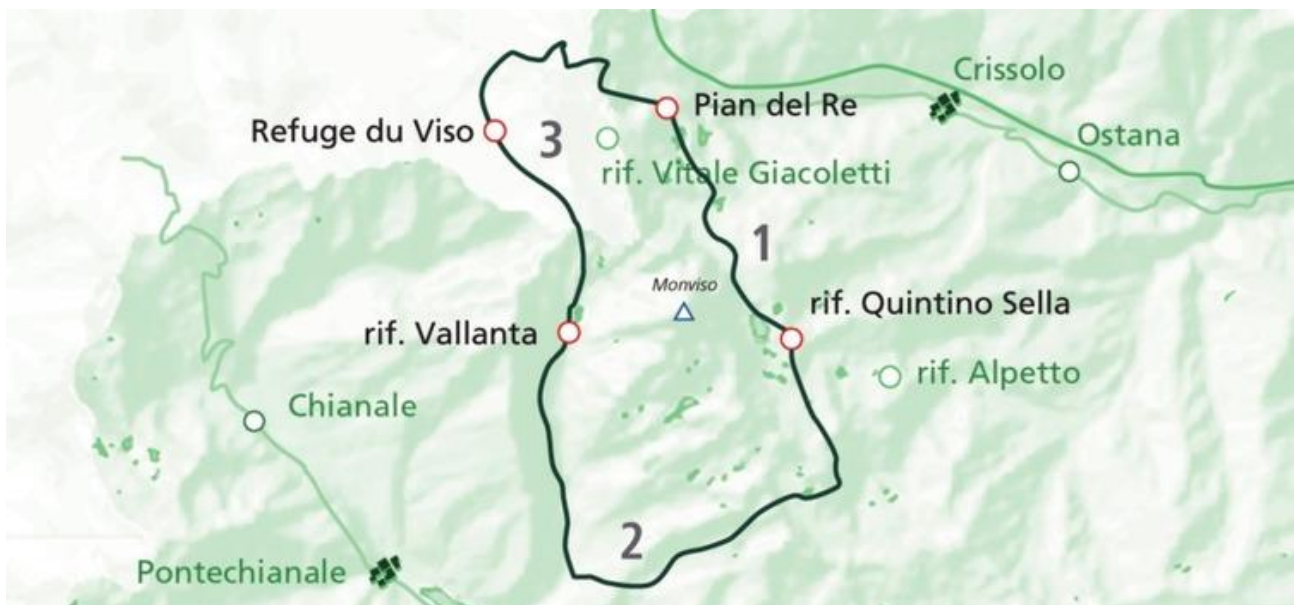 Crissolo
Pian del Re
Refuge du Viso
3
Ostana
rif. Vitale Giacoletti
1
Monviso
rif. Quintino Sella
rif. Vallanta
rif. Alpetto
Chianale
2
Pontechianale